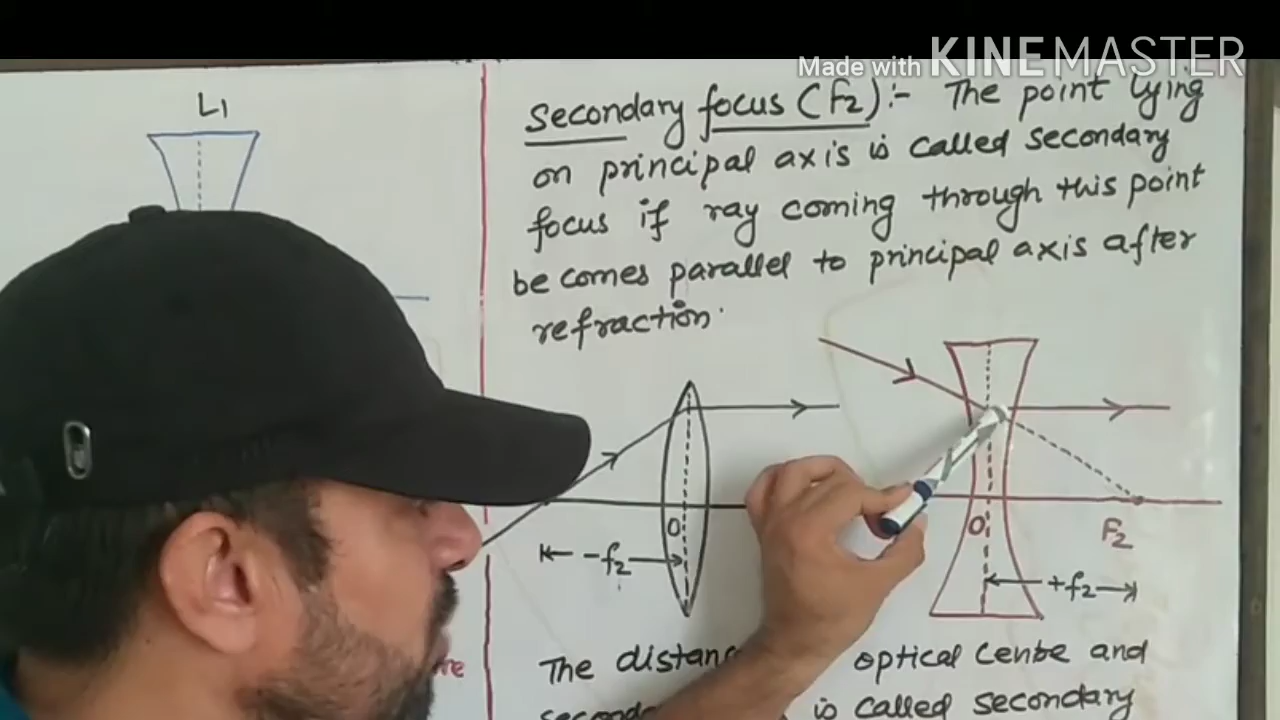 Made with KINEMASTER
L1
Secondary focus (f2):- The point lying
on principal axis is called secondary
focus if ray coming through this point
becomes parallel to principal axis after
refraction.
O
-f2
O
F2
+f2
The optical centre and
is called secondary